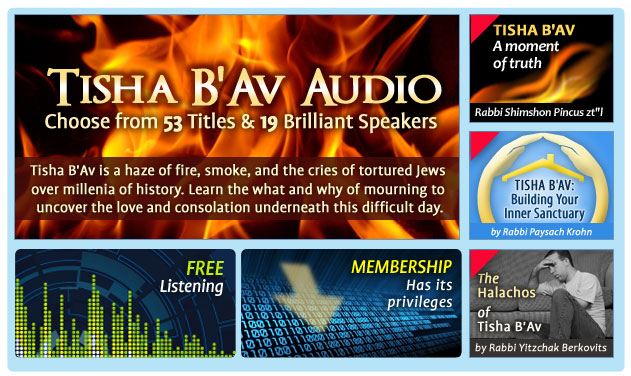 TISHA B'AV AUDIO
Choose from 53 Titles & 19 Brilliant Speakers
Tisha B'Av is a haze of fire, smoke, and the cries of tortured Jews
over millenia of history. Learn the what and why of mourning to
uncover the love and consolation underneath this difficult day.
TISHA B'AV
A moment
of truth
Rabbi Shimshon Pincus zt"l
TISHA B'AV:
Building Your
Inner Sanctuary
by Rabbi Paysach Krohn
FREE
Listening
MEMBERSHIP
Has its
privileges
The
Halachos
of
Tisha B'Av
by Rabbi Yitzchak Berkovits